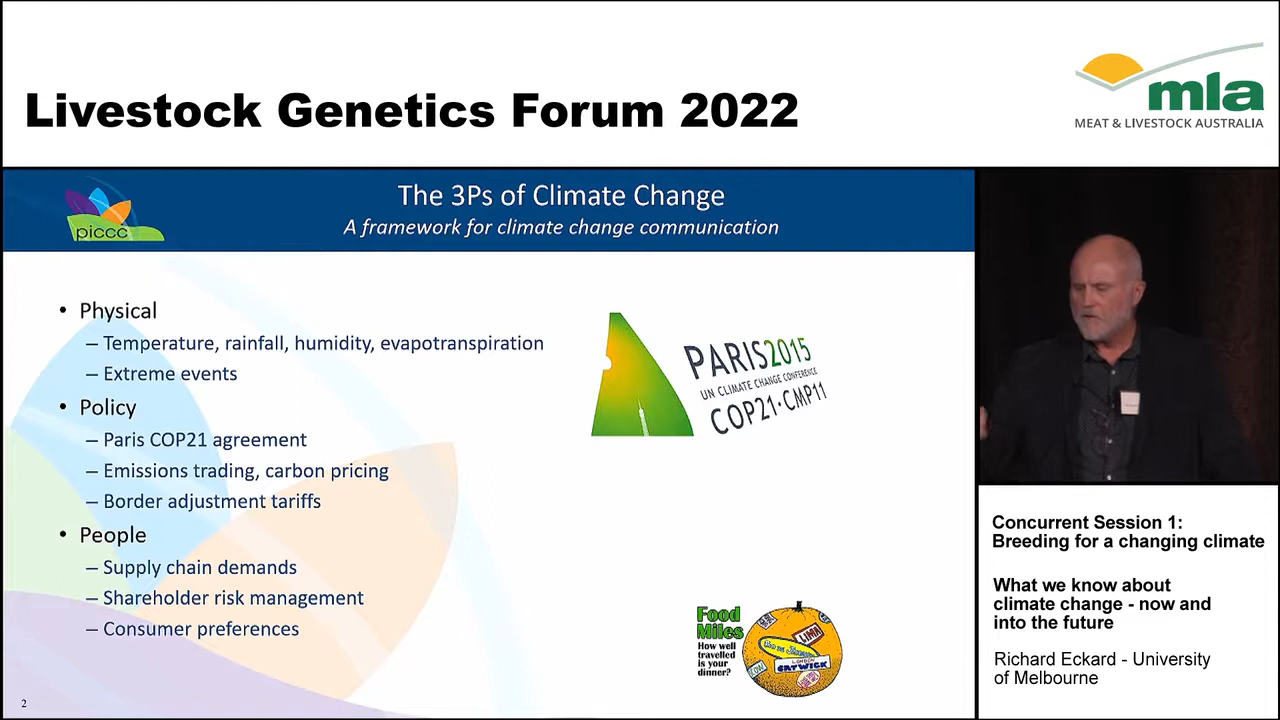 Livestock Genetics Forum 2022
mla
MEAT & LIVESTOCK AUSTRALIA
piccc
The 3Ps of Climate Change
A framework for climate change communication
• Physical
– Temperature, rainfall, humidity, evapotranspiration
– Extreme events
• Policy
– Paris COP21 agreement
– Emissions trading, carbon pricing
– Border adjustment tariffs
• People
– Supply chain demands
– Shareholder risk management
– Consumer preferences
PARIS2015
UN CLIMATE CHANGE CONFERENCE
COP21·CMP11
Food
Miles
How well
travelled
is your
dinner?
LIMA
LONDON
GATWICK
2
Concurrent Session 1:
Breeding for a changing climate
What we know about
climate change - now and
into the future
Richard Eckard - University
of Melbourne